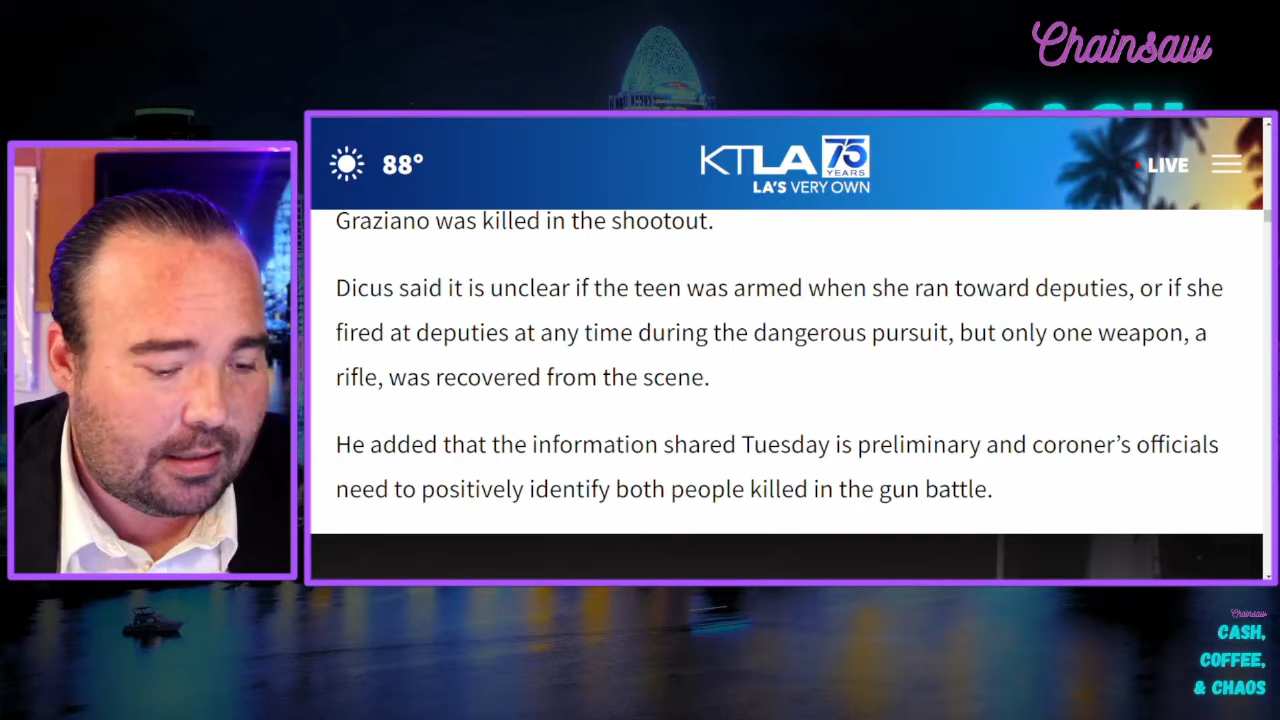 Chainsaw
CASH
88°
KTLA 75
YEARS
LA'S VERY OWN
LIVE
Graziano was killed in the shootout.
Dicus said it is unclear if the teen was armed when she ran toward deputies, or if she
fired at deputies at any time during the dangerous pursuit, but only one weapon, a
rifle, was recovered from the scene.
He added that the information shared Tuesday is preliminary and coroner’s officials
need to positively identify both people killed in the gun battle.
Chainsaw
CASH,
COFFEE,
& CHAOS